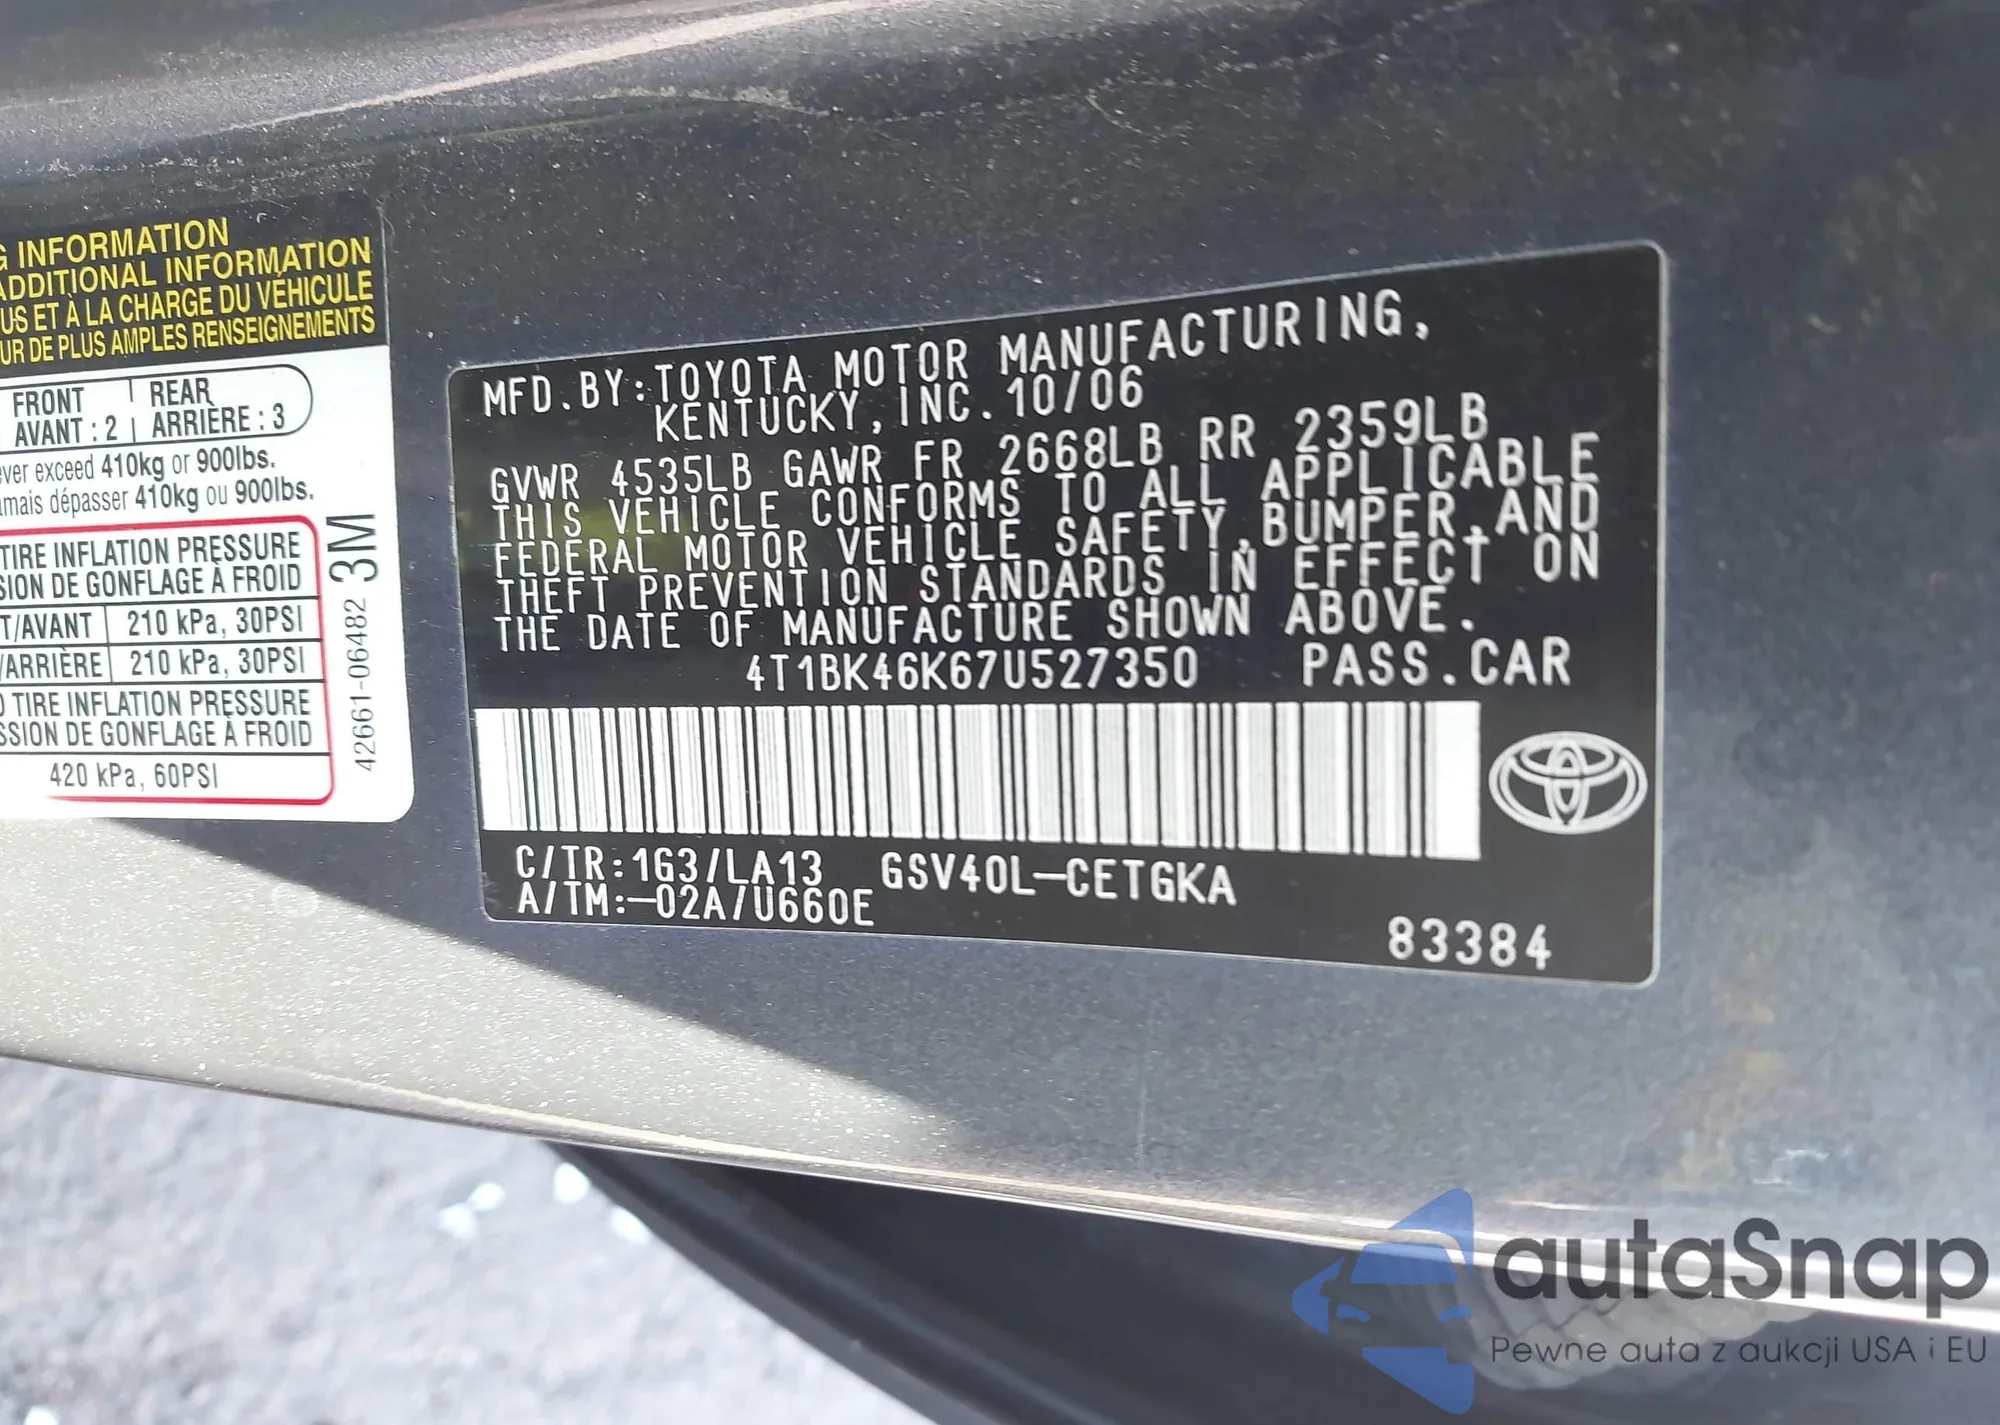 G INFORMATION
ADDITIONAL INFORMATION
US ET À LA CHARGE DU VÉHICULE
UR DE PLUS AMPLES RENSEIGNEMENTS
FRONT REAR
AVANT : 2 ARRIÈRE : 3
ver exceed 410kg or 900lbs.
amais dépasser 410kg ou 900lbs.
TIRE INFLATION PRESSURE
SION DE GONFLAGE À FROID
T/AVANT 210 kPa, 30PSI
/ARRIÈRE 210 kPa, 30PSI
D TIRE INFLATION PRESSURE
SSION DE GONFLAGE À FROID
420 kPa, 60PSI
42661-06482 3M
MFD.BY:TOYOTA MOTOR MANUFACTURING,
KENTUCKY,INC.10/06
GVWR 4535LB GAWR FR 2668LB RR 2359LB
THIS VEHICLE CONFORMS TO ALL APPLICABLE
FEDERAL MOTOR VEHICLE SAFETY,BUMPER,AND
THEFT PREVENTION STANDARDS IN EFFECT ON
THE DATE OF MANUFACTURE SHOWN ABOVE.
4T1BK46K67U527350 PASS.CAR
C/TR:1G3/LA13 GSV40L-CETGKA
A/TM:-02A/U660E
83384
autaSnap
Pewne auta z aukcji USA i EU